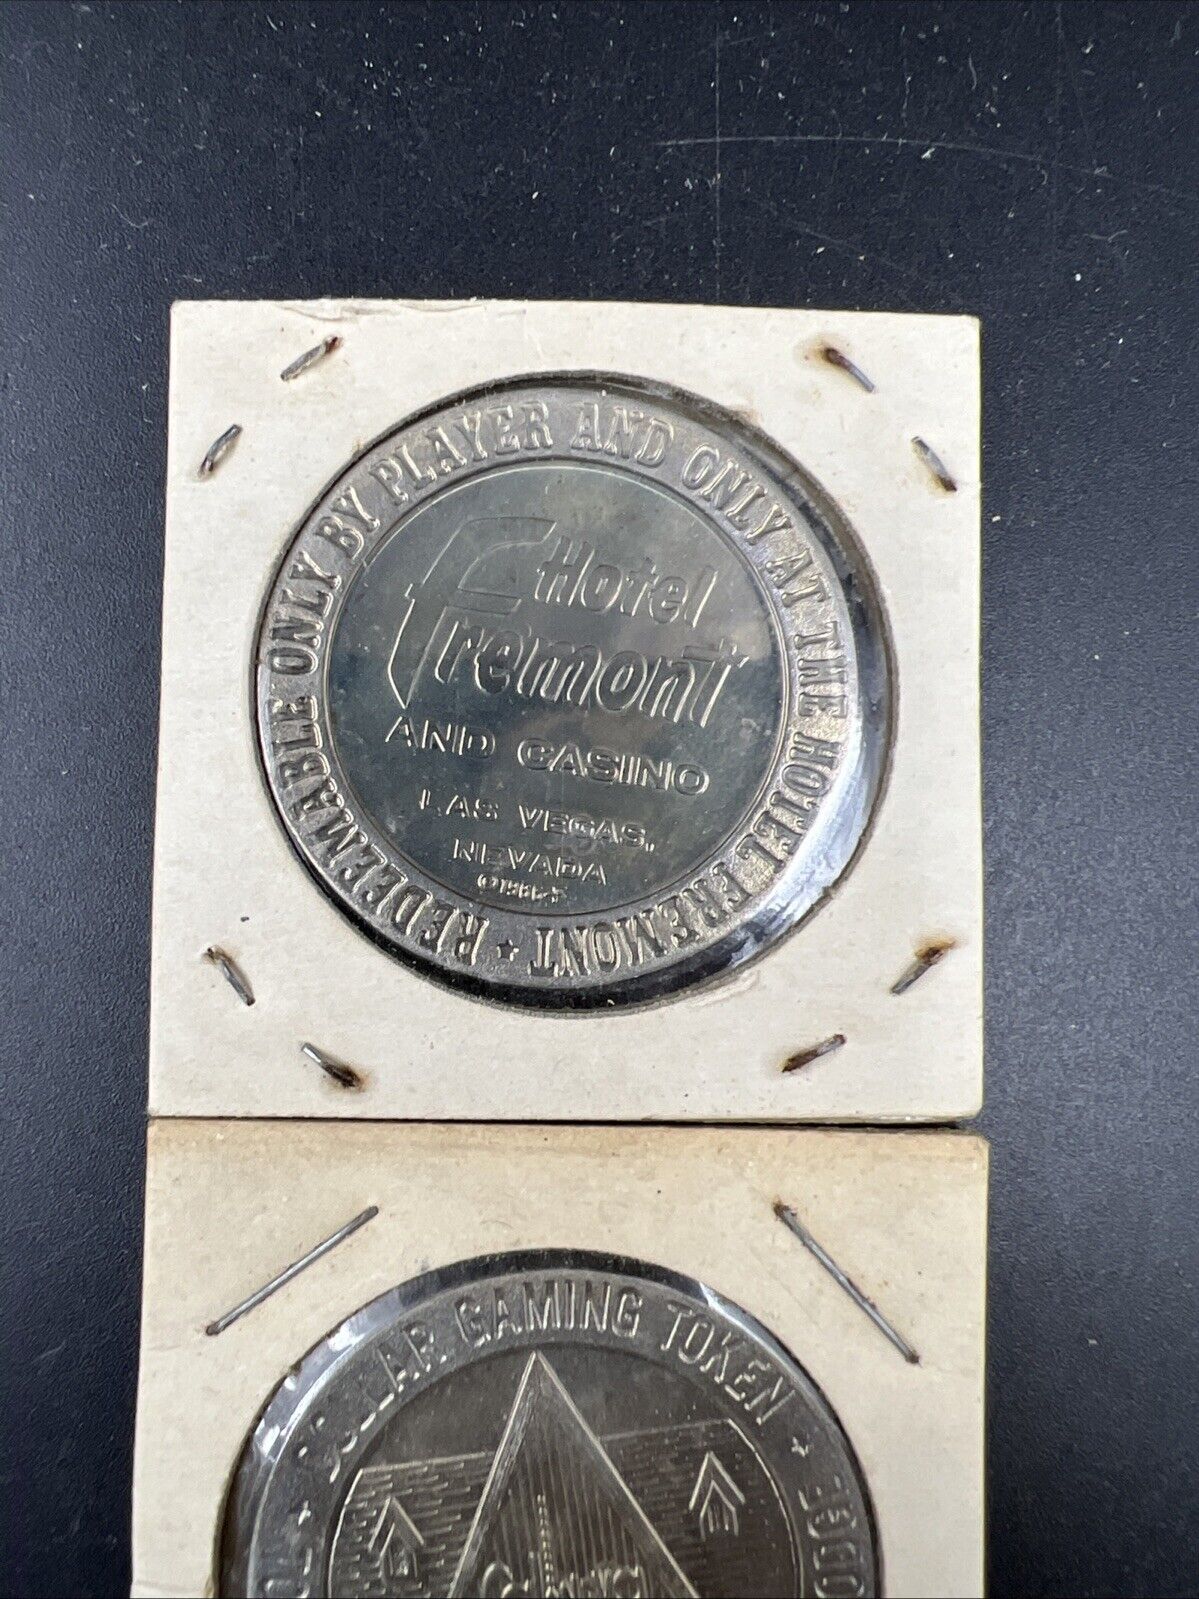 REDEEMABLE ONLY BY PLAYER AND ONLY AT THE HOTEL FREMONT
Hotel
Fremont
AND CASINO
LAS VEGAS,
NEVADA
DOLLAR GAMING TOKEN